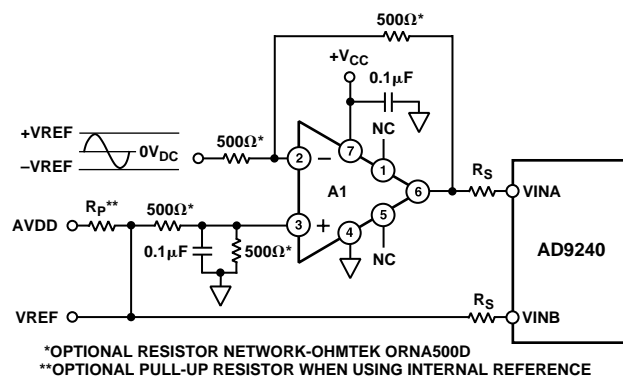 500Ω*
+VCC
0.1µF
NC
+VREF
0VDC
–VREF
500Ω*
2
–
7
1
A1
6
RS
VINA
AVDD
RP**
500Ω*
3
+
4
5
0.1µF
500Ω*
NC
AD9240
VREF
RS
VINB
*OPTIONAL RESISTOR NETWORK-OHMTEK ORNA500D
**OPTIONAL PULL-UP RESISTOR WHEN USING INTERNAL REFERENCE